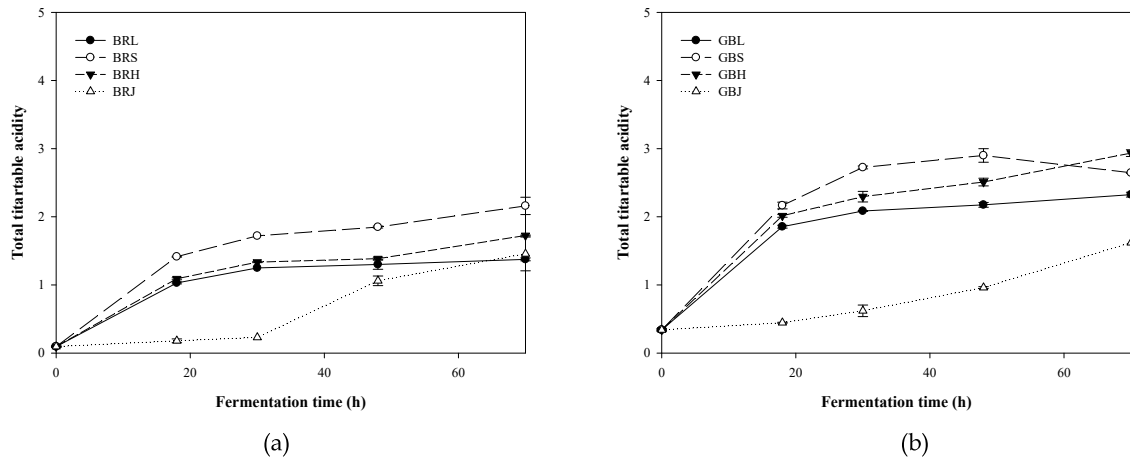 5
4
3
2
1
0
Total titartable acidity
BRL
BRS
BRH
BRJ
0
20
40
60
Fermentation time (h)
(a)
5
4
3
2
1
0
Total titartable acidity
GBL
GBS
GBH
GBJ
0
20
40
60
Fermentation time (h)
(b)